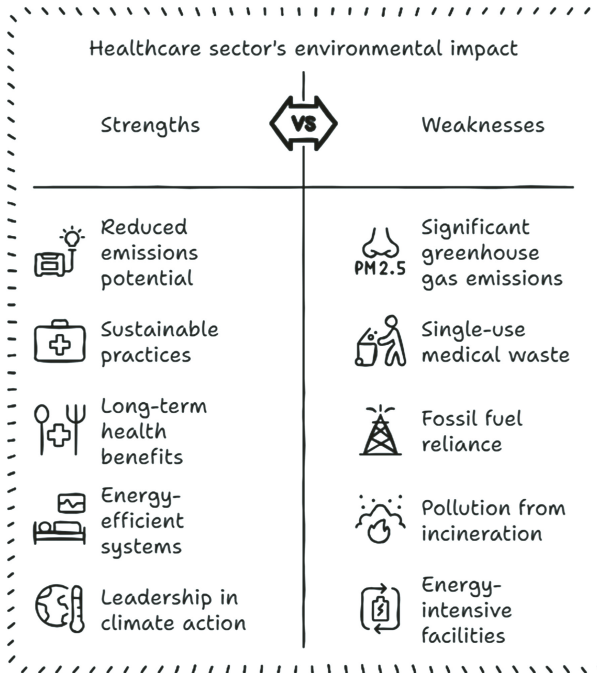 Healthcare sector's environmental impact
Strengths
VS
Weaknesses
Reduced
emissions
potential
Sustainable
practices
Long-term
health
benefits
Energy-
efficient
systems
Leadership in
climate action
PM2.5
Significant
greenhouse
gas emissions
Single-use
medical waste
Fossil fuel
reliance
Pollution from
incineration
Energy-
intensive
facilities